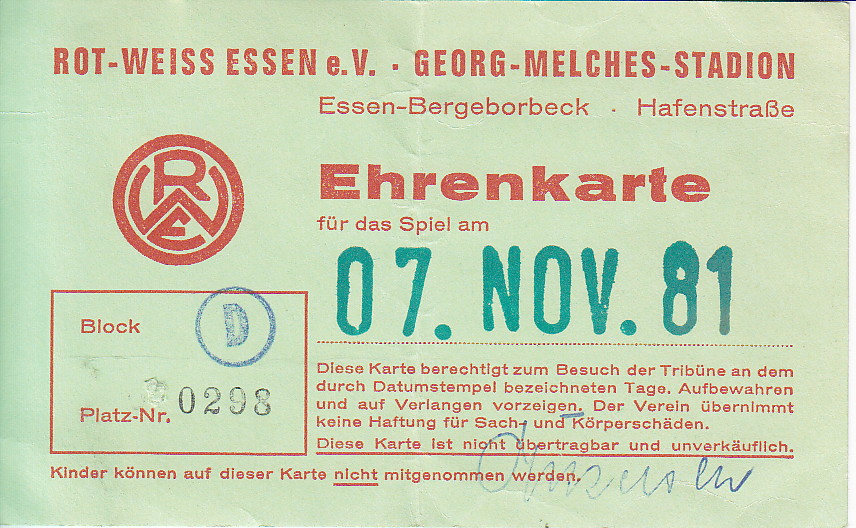 ROT-WEISS ESSEN e.V. · GEORG-MELCHES-STADION
Essen-Bergeborbeck · Hafenstraße
RWE
Ehrenkarte
für das Spiel am
07. NOV. 81
Block D
Platz-Nr. 0298
Diese Karte berechtigt zum Besuch der Tribüne an dem
durch Datumstempel bezeichneten Tage. Aufbewahren
und auf Verlangen vorzeigen. Der Verein übernimmt
keine Haftung für Sach- und Körperschäden.
Diese Karte ist nicht übertragbar und unverkäuflich.
Kinder können auf dieser Karte nicht mitgenommen werden.